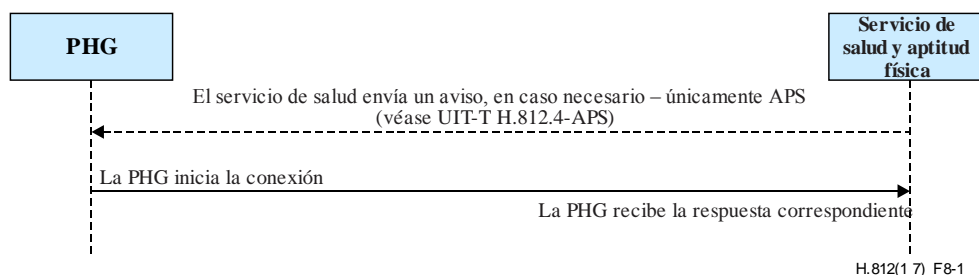 PHG
Servicio de
salud y aptitud
física
El servicio de salud envía un aviso, en caso necesario – únicamente APS
(véase UIT-T H.812.4-APS)
La PHG inicia la conexión
La PHG recibe la respuesta correspondiente
H.812(17)_F8-1